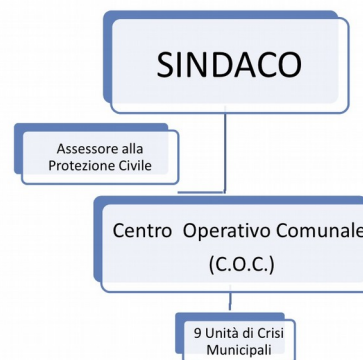 SINDACO
Assessore alla
Protezione Civile
Centro Operativo Comunale
(C.O.C.)
9 Unità di Crisi
Municipali